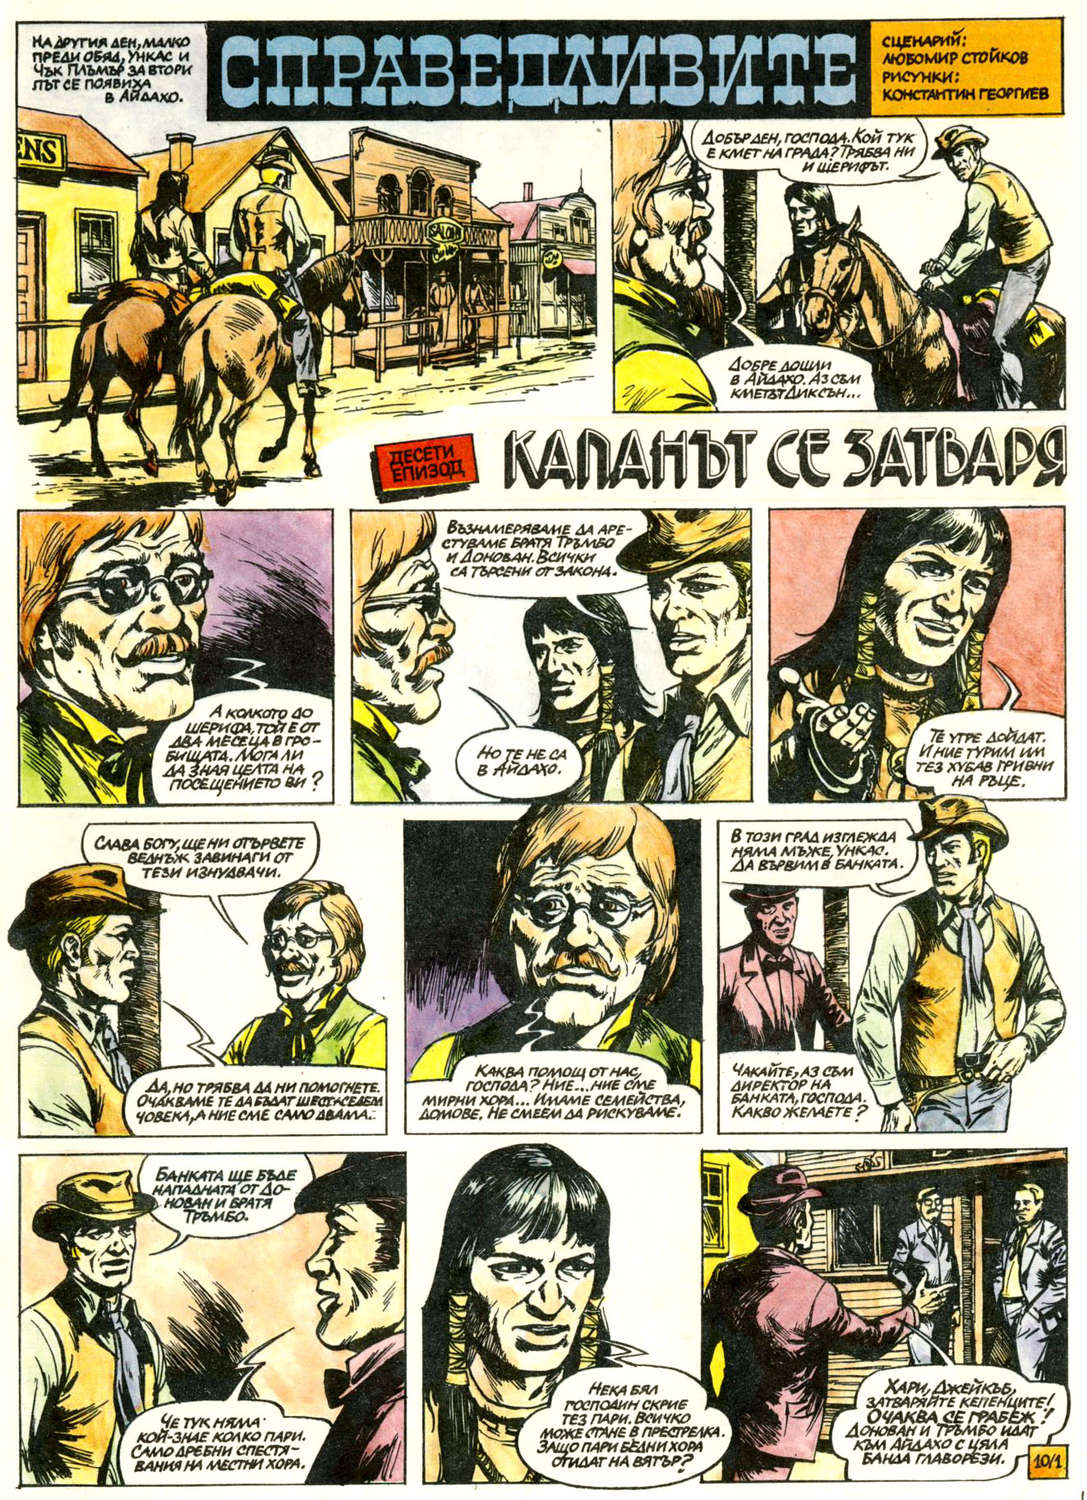 НА ДРУГИЯ ДЕН, МАЛКО
ПРЕДИ ОБЯД, УНКАС И
ЧЪК ПЛЪМЪР ЗА ВТОРИ
ПЪТ СЕ ПОЯВИХА
В АЙДАХО.
СПРАВЕДЛИВИТЕ
СЦЕНАРИЙ:
ЛЮБОМИР СТОЙКОВ
РИСУНКИ:
КОНСТАНТИН ГЕОРГИЕВ
ENS
SALOON
ДОБЪР ДЕН, ГОСПОДА. КОЙ ТУК
Е КМЕТ НА ГРАДА? ТРЯБВА НИ
И ШЕРИФЪТ.
ДОБРЕ ДОШЛИ
В АЙДАХО. АЗ СЪМ
КМЕТЪТ ДИКСЪН...
ДЕСЕТИ
ЕПИЗОД
КАПАНЪТ СЕ ЗАТВАРЯ
А КОЛКОТО ДО
ШЕРИФА, ТОЙ Е ОТ
ДВА МЕСЕЦА В ГРО-
БИЩАТА. МОГА ЛИ
ДА ЗНАЯ ЦЕЛТА НА
ПОСЕЩЕНИЕТО ВИ?
ВЪЗНАМЕРЯВАМЕ ДА АРЕ-
СТУВАМЕ БРАТЯ ТРЪМБО
И ДОНОВАН. ВСИЧКИ
СА ТЪРСЕНИ ОТ ЗАКОНА.
НО ТЕ НЕ СА
В АЙДАХО.
ТЕ УТРЕ ДОЙДАТ.
И НИЕ ТУРИМ ИМ
ТЕЗ ХУБАВ ГРИВНИ
НА РЪЦЕ.
СЛАВА БОГУ, ЩЕ НИ ОТЪРВЕТЕ
ВЕДНЪЖ ЗАВИНАГИ ОТ
ТЕЗИ ИЗНУДВАЧИ.
ДА, НО ТРЯБВА ДА НИ ПОМОГНЕТЕ.
ОЧАКВАМЕ ТЕ ДА БЪДАТ ШЕСТ-СЕДЕМ
ЧОВЕКА, А НИЕ СМЕ САМО ДВАМА.
КАКВА ПОМОЩ ОТ НАС,
ГОСПОДА? НИЕ... НИЕ СМЕ
МИРНИ ХОРА... ИМАМЕ СЕМЕЙСТВА,
ДОМОВЕ. НЕ СМЕЕМ ДА РИСКУВАМЕ.
В ТОЗИ ГРАД ИЗГЛЕЖДА
НЯМА МЪЖЕ, УНКАС.
ДА ВЪРВИМ В БАНКАТА.
ЧАКАЙТЕ, АЗ СЪМ
ДИРЕКТОР НА
БАНКАТА, ГОСПОДА.
КАКВО ЖЕЛАЕТЕ?
БАНКАТА ЩЕ БЪДЕ
НАПАДНАТА ОТ ДО-
НОВАН И БРАТЯ
ТРЪМБО.
ЧЕ ТУК НЯМА
КОЙ-ЗНАЕ КОЛКО ПАРИ.
САМО ДРЕБНИ СПЕСТЯ-
ВАНИЯ НА МЕСТНИ ХОРА.
НЕКА БЯЛ
ГОСПОДИН СКРИЕ
ТЕЗ ПАРИ. ВСИЧКО
МОЖЕ СТАНЕ В ПРЕСТРЕЛКА.
ЗАЩО ПАРИ БЕДНИ ХОРА
ОТИДАТ НА ВЯТЪР?
ХАРИ, ДЖЕЙКЪБ,
ЗАТВАРЯЙТЕ КЕПЕНЦИТЕ!
ОЧАКВА СЕ ГРАБЕЖ!
ДОНОВАН И ТРЪМБО ИДАТ
КЪМ АЙДАХО С ЦЯЛА
БАНДА ГЛАВОРЕЗИ.
10/1